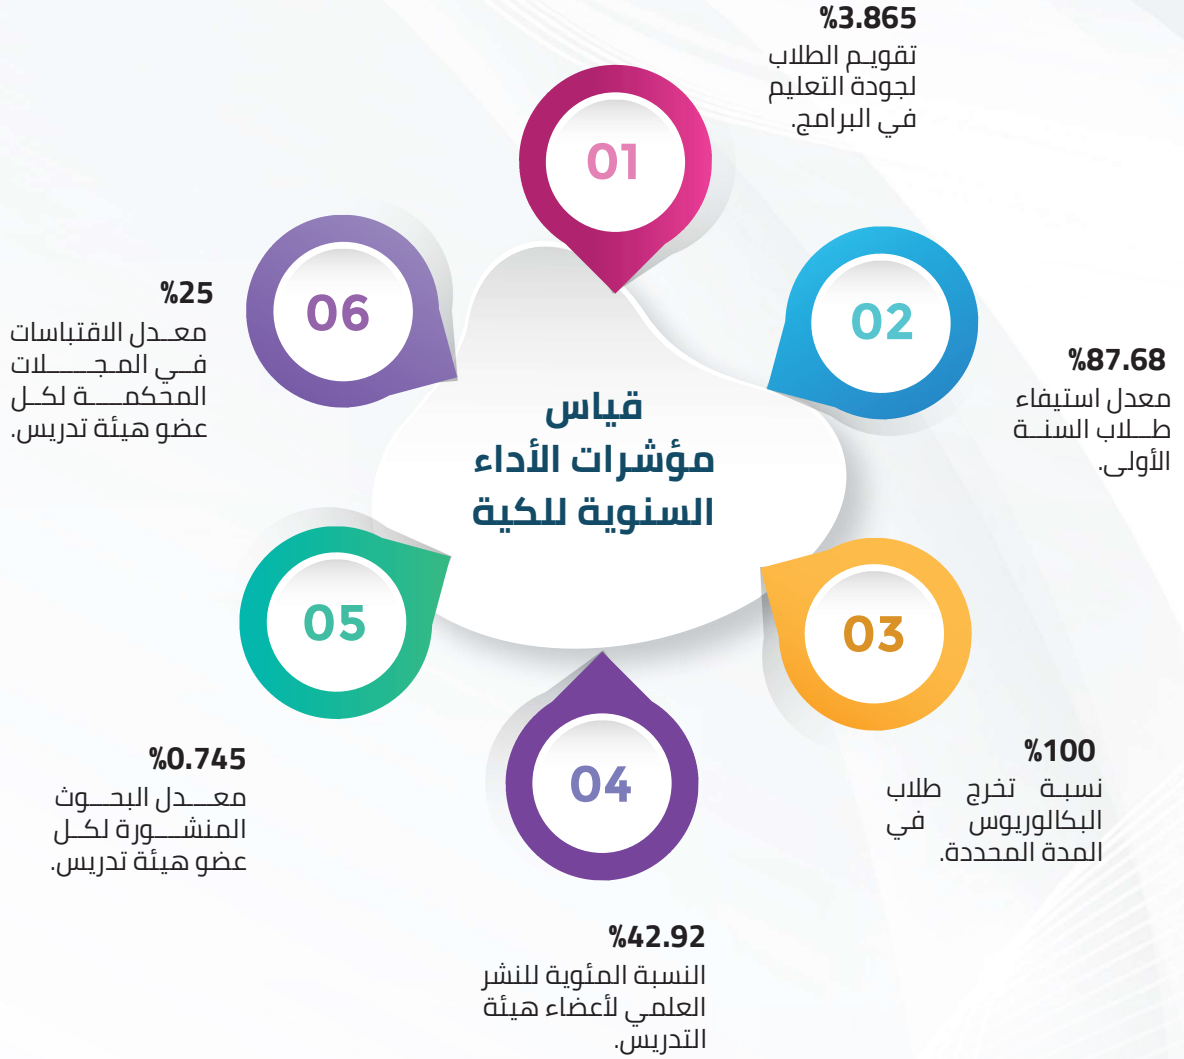 قياس
مؤشرات الأداء
السنوية للكية
01
%3.865
تقويم الطلاب
لجودة التعليم
في البرامج.
02
%87.68
معدل استيفاء
طلاب السنة
الأولى.
03
%100
نسبة تخرج طلاب
البكالوريوس في
المدة المحددة.
04
%42.92
النسبة المئوية للنشر
العلمي لأعضاء هيئة
التدريس.
05
%0.745
معدل البحوث
المنشورة لكل
عضو هيئة تدريس.
06
%25
معدل الاقتباسات
في المجلات
المحكمة لكل
عضو هيئة تدريس.